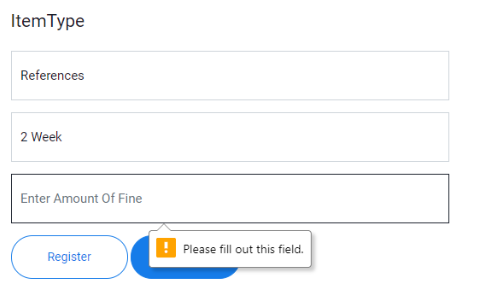 ItemType
References
2 Week
Enter Amount Of Fine
Please fill out this field.
Register